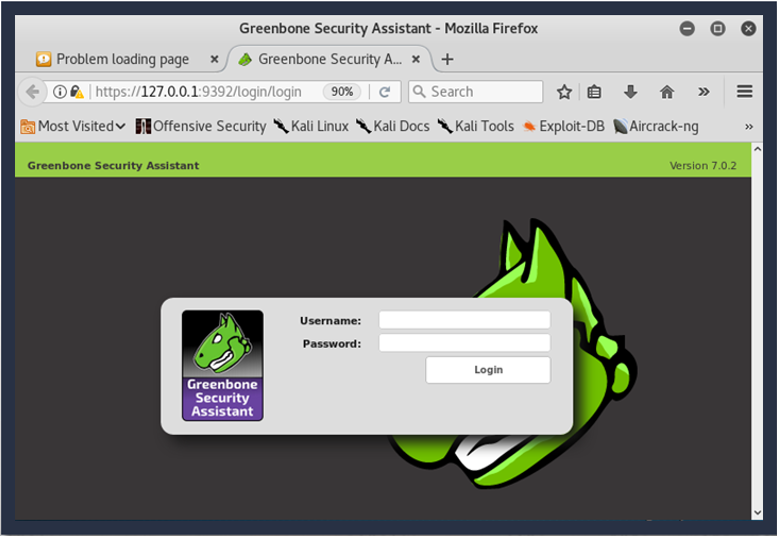 Greenbone Security Assistant - Mozilla Firefox
Problem loading page
Greenbone Security A...
https://127.0.0.1:9392/login/login
90%
Search
Most Visited
Offensive Security
Kali Linux
Kali Docs
Kali Tools
Exploit-DB
Aircrack-ng
»
Greenbone Security Assistant
Version 7.0.2
Username:
Password:
Login
Greenbone
Security
Assistant